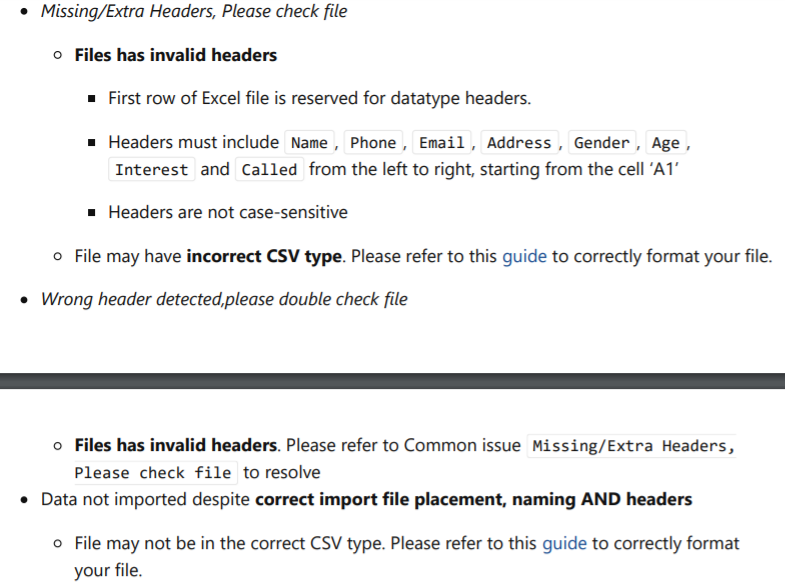 Missing/Extra Headers, Please check file
Files has invalid headers
First row of Excel file is reserved for datatype headers.
Headers must include Name, Phone, Email, Address, Gender, Age,
Interest and Called from the left to right, starting from the cell ‘A1’
Headers are not case-sensitive
File may have incorrect CSV type. Please refer to this guide to correctly format your file.
Wrong header detected,please double check file
Files has invalid headers. Please refer to Common issue Missing/Extra Headers,
Please check file to resolve
Data not imported despite correct import file placement, naming AND headers
File may not be in the correct CSV type. Please refer to this guide to correctly format
your file.